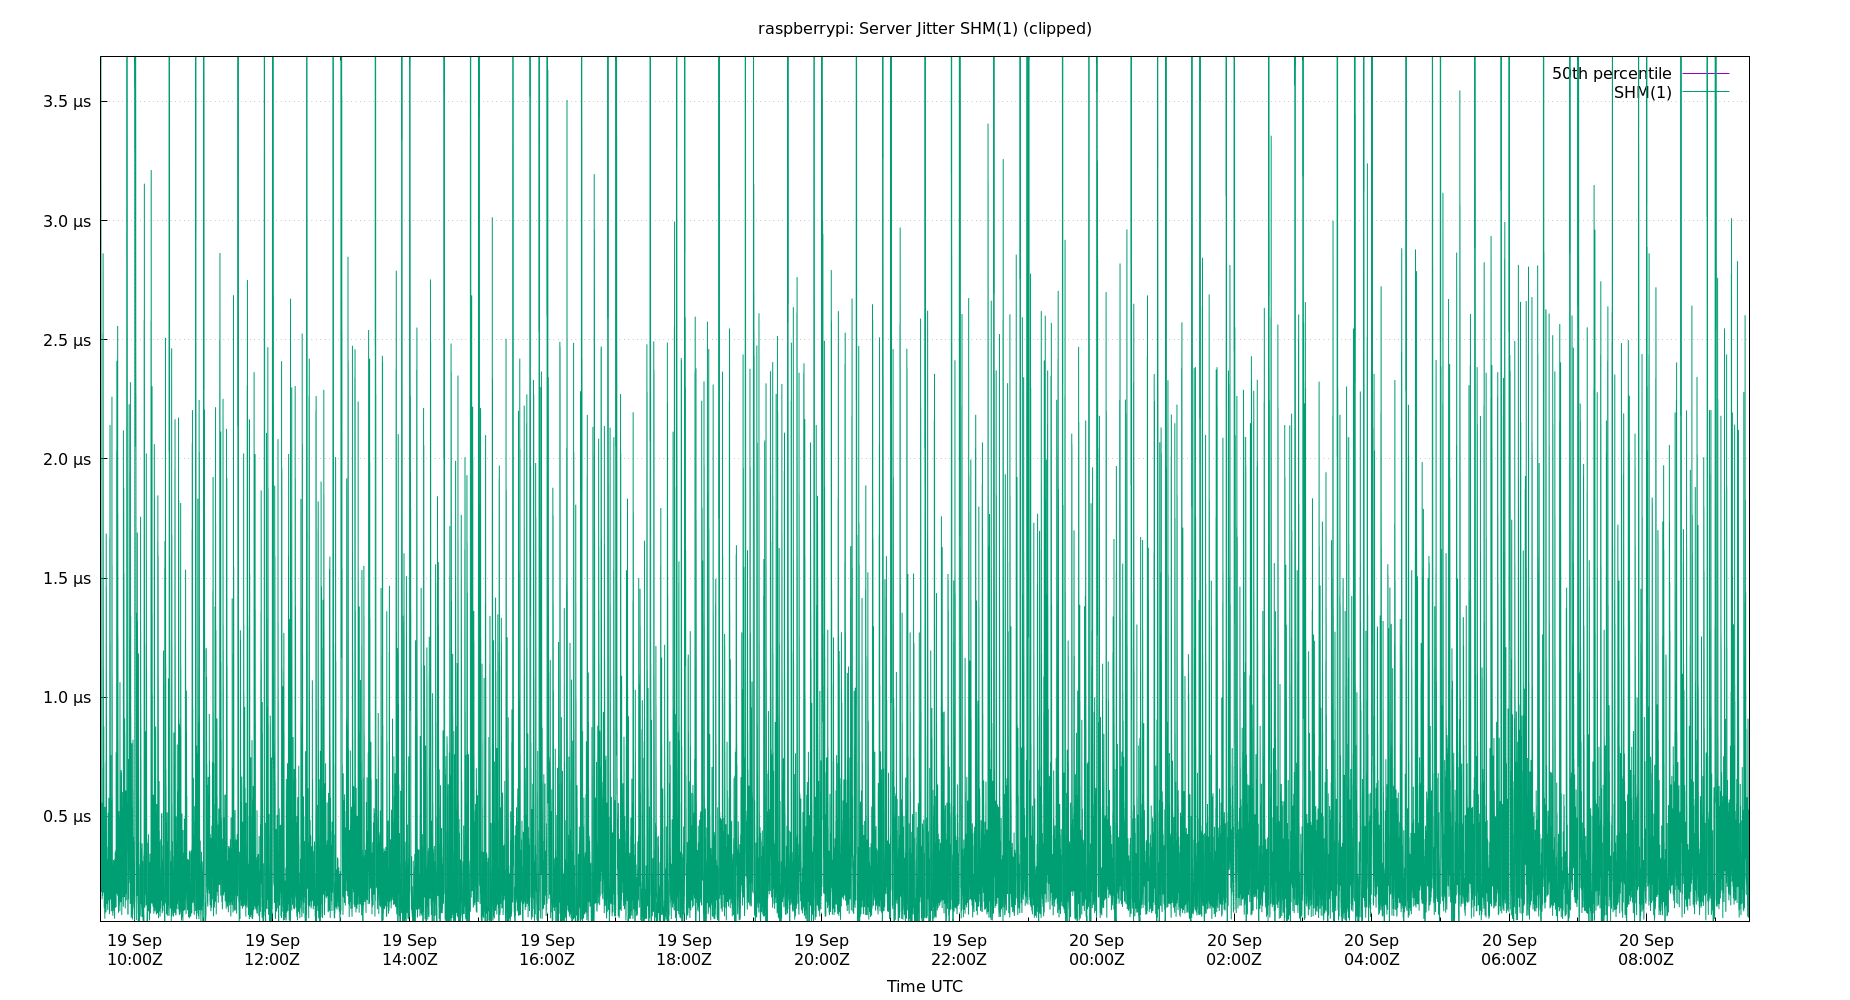 raspberrypi: Server Jitter SHM(1) (clipped)
50th percentile
SHM(1)
3.5 µs
3.0 µs
2.5 µs
2.0 µs
1.5 µs
1.0 µs
0.5 µs
19 Sep 19 Sep 19 Sep 19 Sep 19 Sep 19 Sep 19 Sep 20 Sep 20 Sep 20 Sep 20 Sep 20 Sep
10:00Z 12:00Z 14:00Z 16:00Z 18:00Z 20:00Z 22:00Z 00:00Z 02:00Z 04:00Z 06:00Z 08:00Z
Time UTC